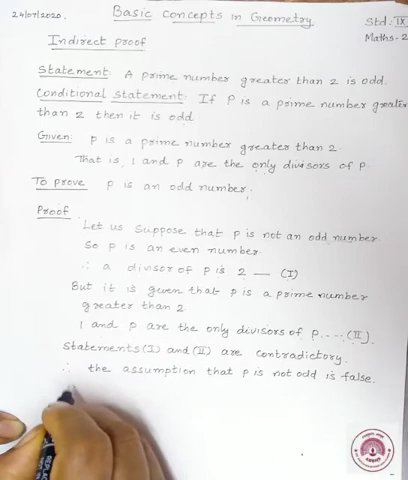 24/07/2020.
Basic Concepts in Geometry
Std: IX
Maths-2
Indirect proof
Statement: A prime number greater than 2 is odd.
Conditional statement: If P is a prime number greater
than 2 then it is odd.
Given: p is a prime number greater than 2.
That is, 1 and p are the only divisors of p.
To prove p is an odd number.
Proof
Let us suppose that p is not an odd number.
So p is an even number.
∴ a divisor of p is 2 — (I)
But it is given that p is a prime number
greater than 2.
1 and p are the only divisors of p .... (II).
Statements (I) and (II) are contradictory.
∴ the assumption that p is not odd is false.